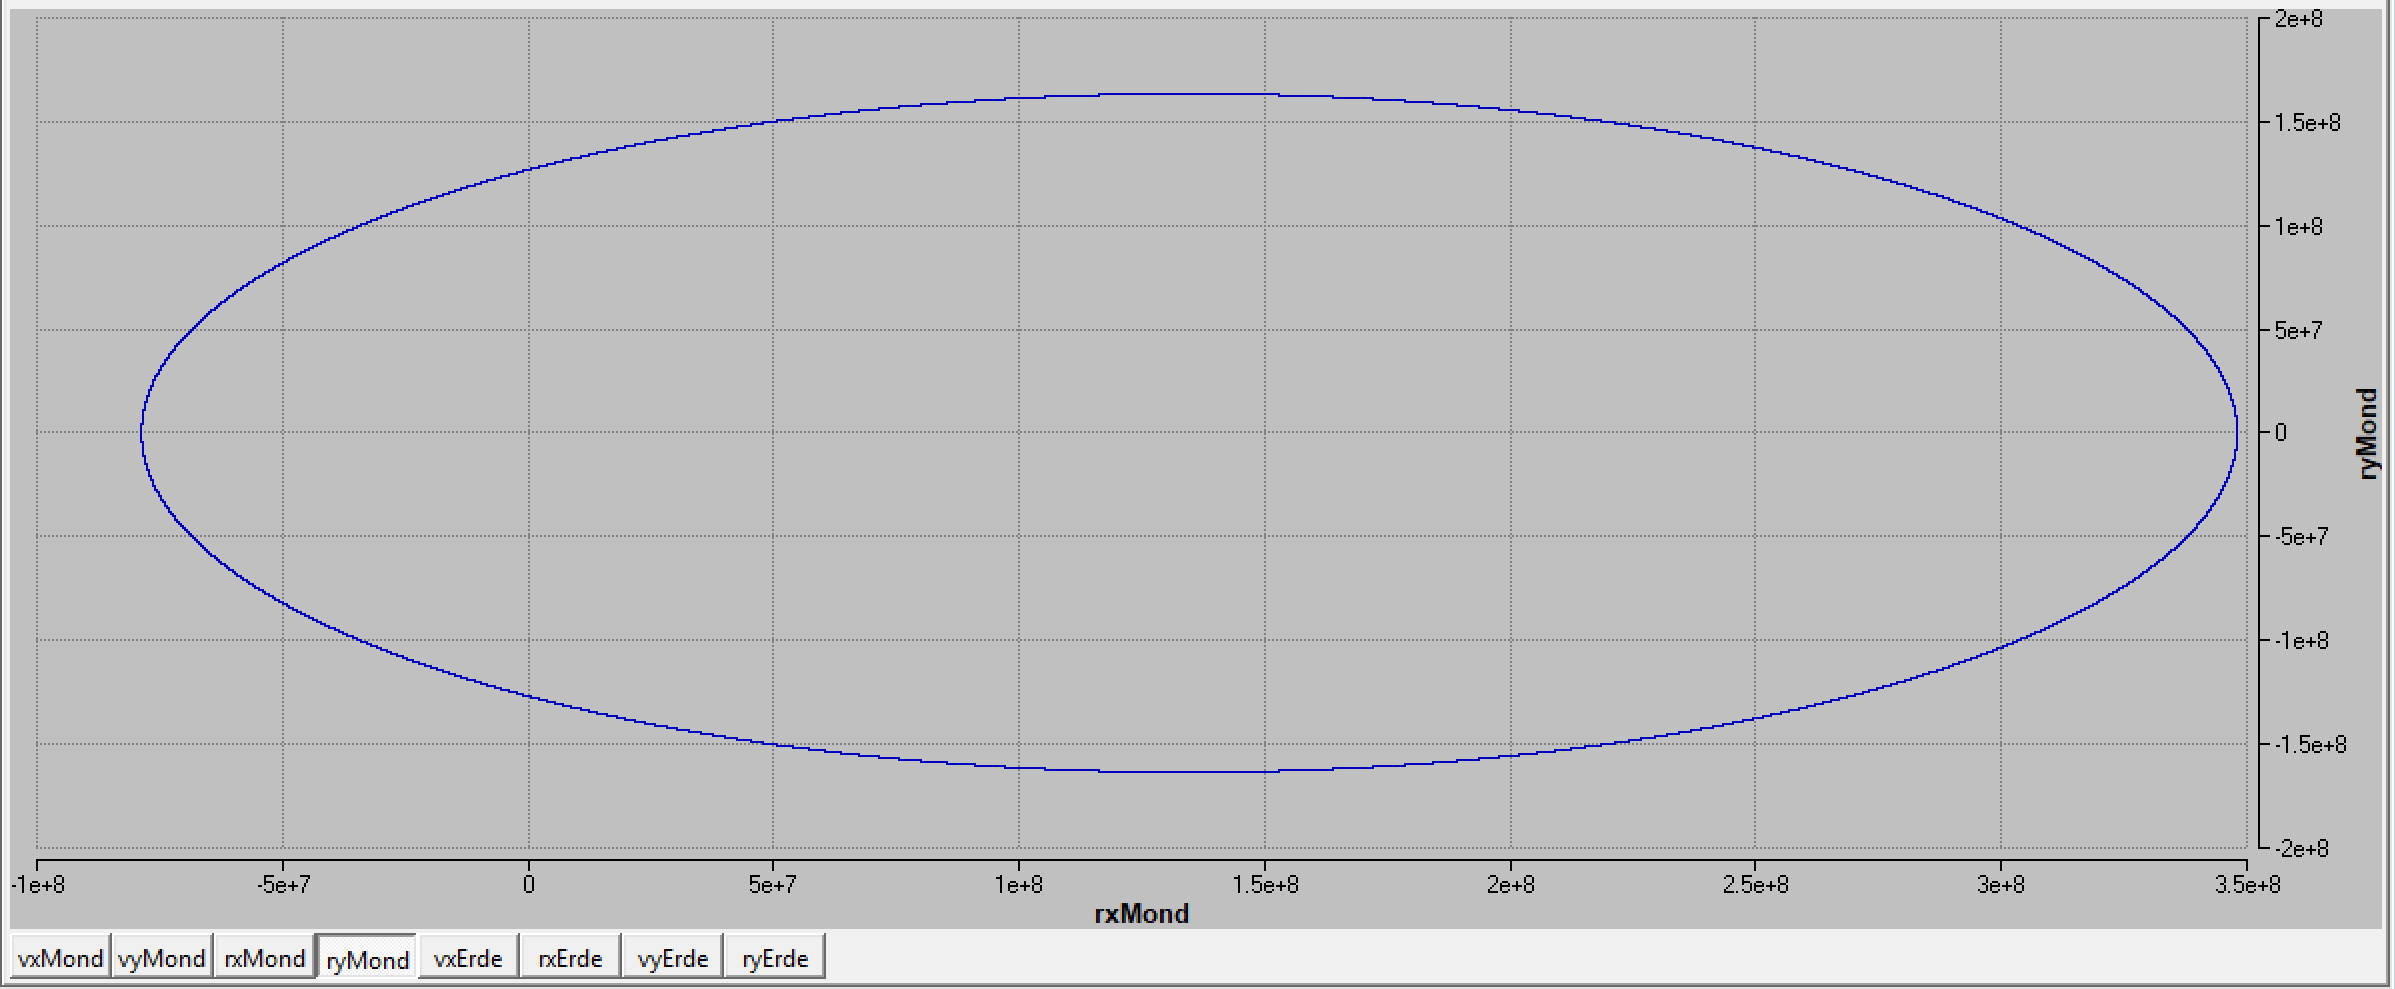 2e+8
1.5e+8
1e+8
5e+7
0
-5e+7
-1e+8
-1.5e+8
-2e+8
ryMond
-1e+8 -5e+7 0 5e+7 1e+8 1.5e+8 2e+8 2.5e+8 3e+8 3.5e+8
rxMond
vxMond vyMond rxMond ryMond vxErde rxErde vyErde ryErde